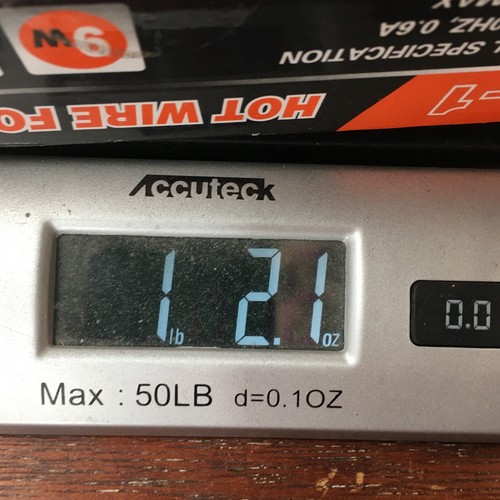 9W
HZ, 0.6A
L SPECIFICATION
HOT WIRE FO
-1
Accuteck
1 lb 2.1 oz
0.0
Max : 50LB d=0.1OZ